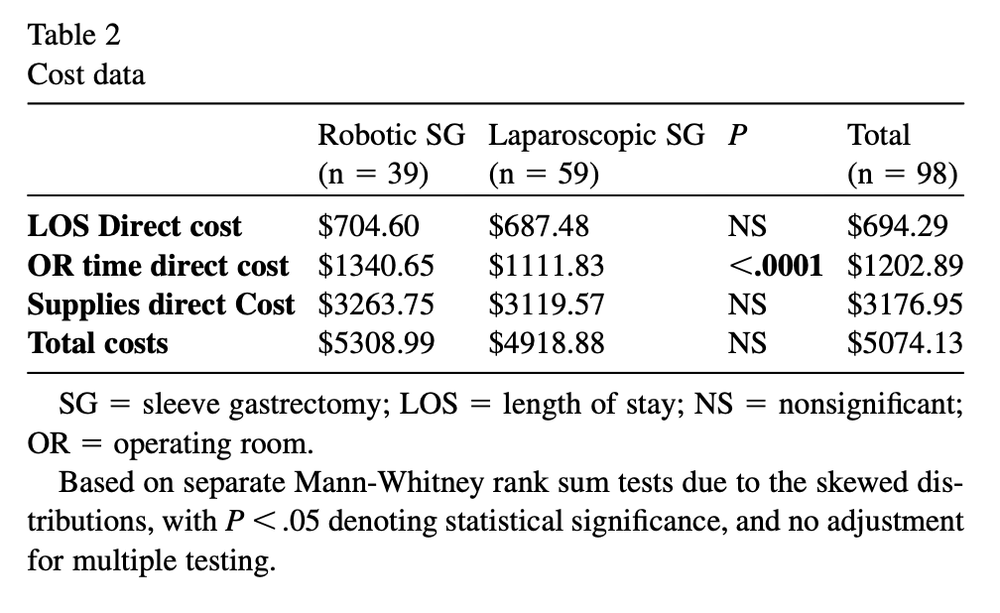 Table 2
Cost data
Robotic SG Laparoscopic SG P Total
(n = 39) (n = 59) (n = 98)
LOS Direct cost $704.60 $687.48 NS $694.29
OR time direct cost $1340.65 $1111.83 <.0001 $1202.89
Supplies direct Cost $3263.75 $3119.57 NS $3176.95
Total costs $5308.99 $4918.88 NS $5074.13
SG = sleeve gastrectomy; LOS = length of stay; NS = nonsignificant;
OR = operating room.
Based on separate Mann-Whitney rank sum tests due to the skewed dis-
tributions, with P < .05 denoting statistical significance, and no adjustment
for multiple testing.